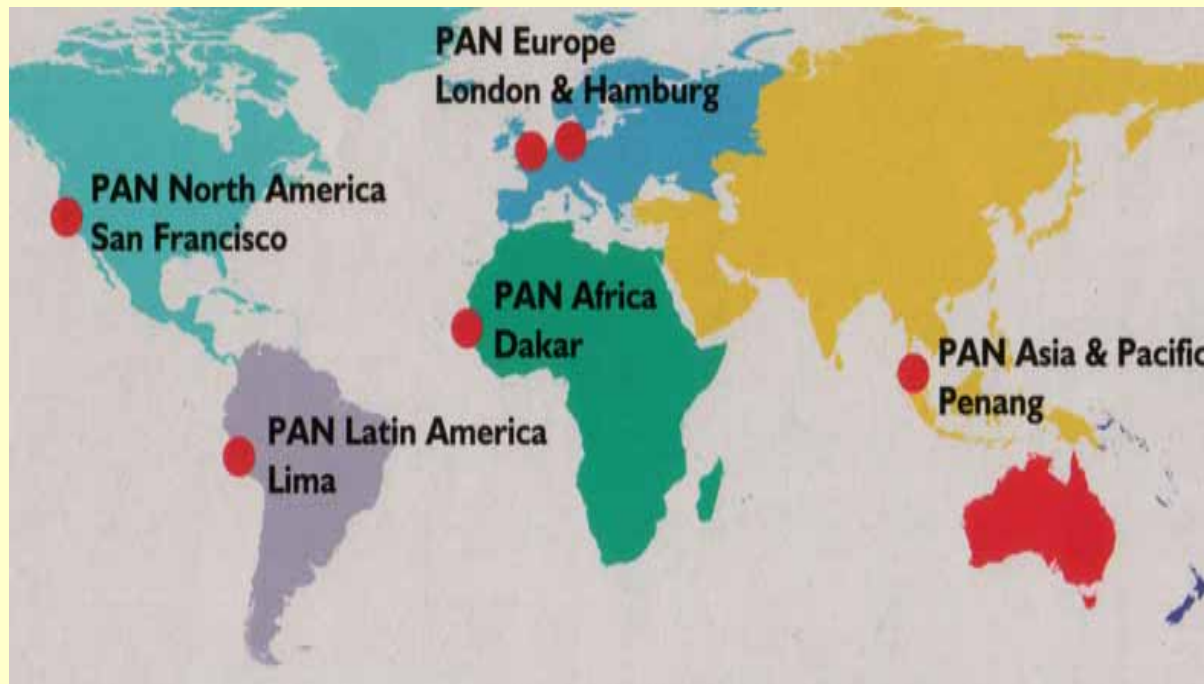 PAN Europe
London & Hamburg
PAN North America
San Francisco
PAN Africa
Dakar
PAN Asia & Pacific
Penang
PAN Latin America
Lima